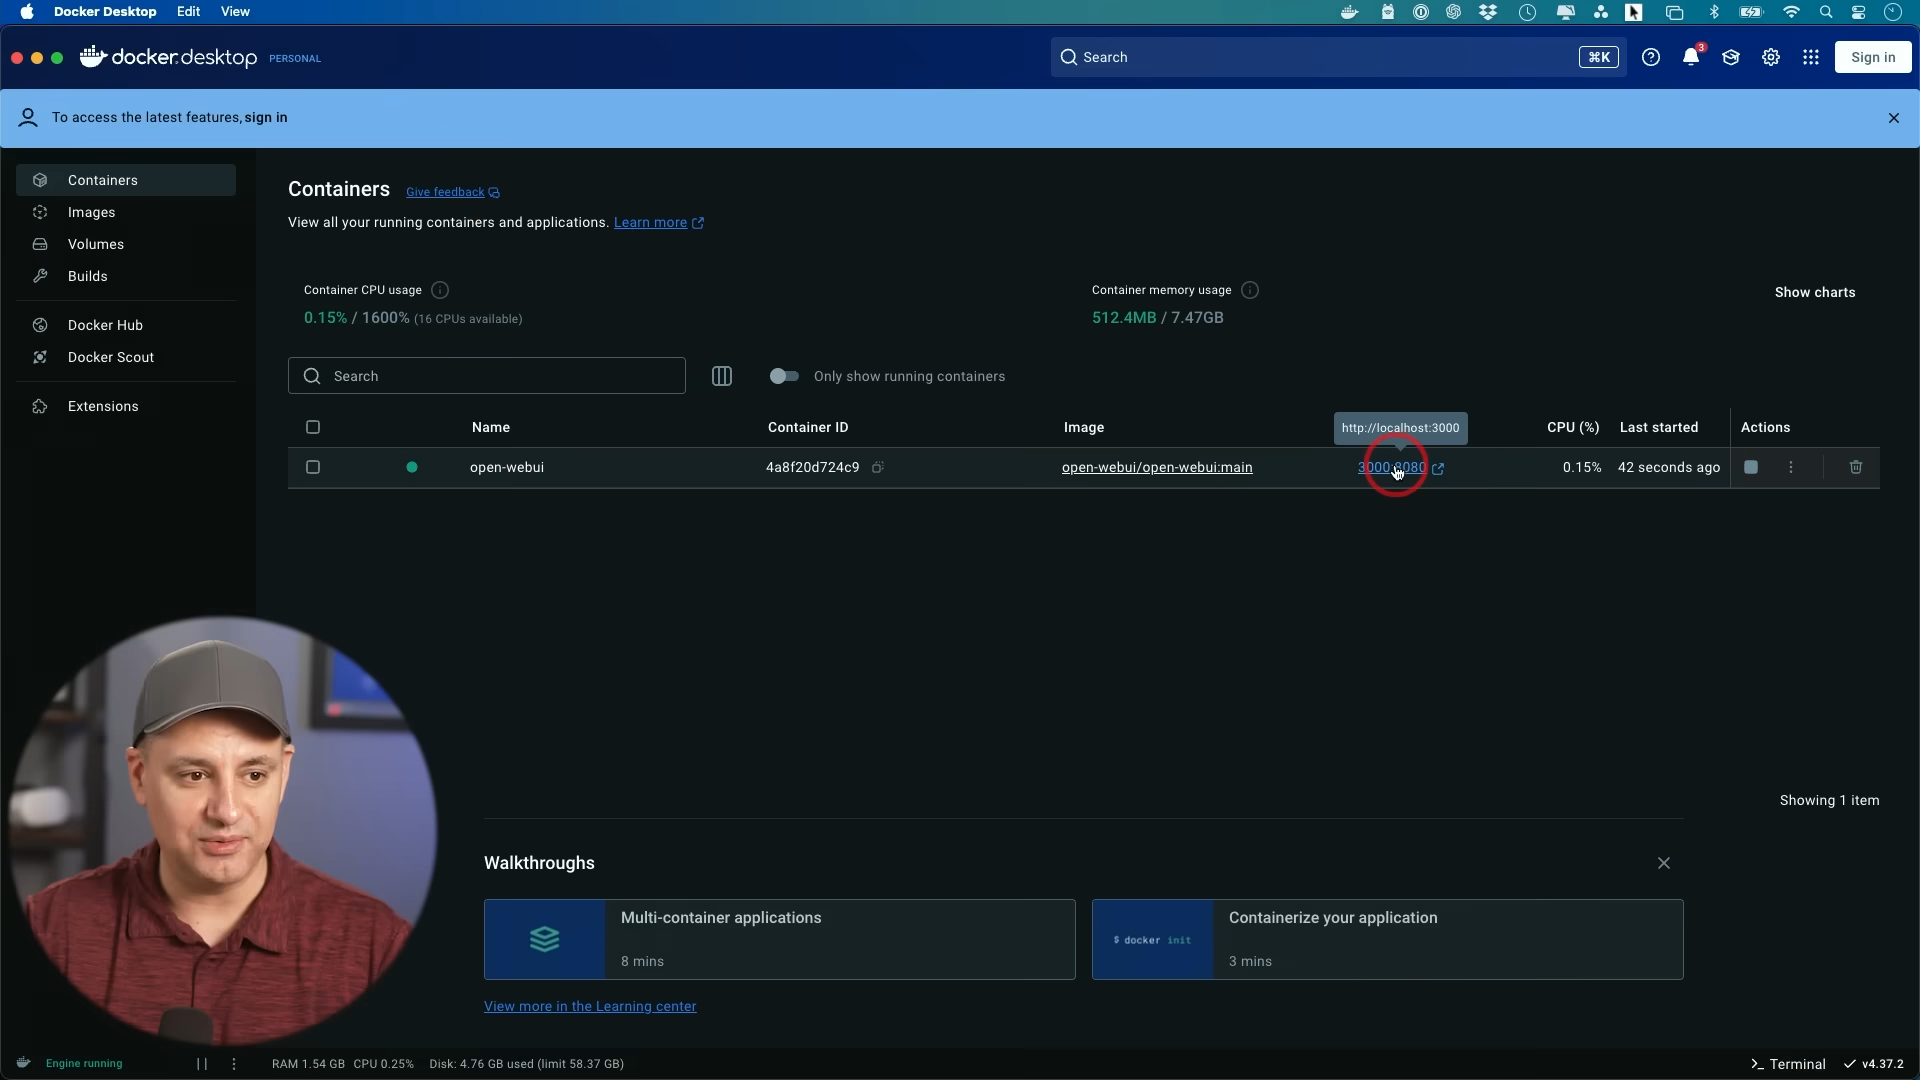 Docker Desktop Edit View
docker.desktop PERSONAL
Search ⌘K
3
Sign in
To access the latest features, sign in
Containers
Images
Volumes
Builds
Docker Hub
Docker Scout
Extensions
Containers Give feedback
View all your running containers and applications. Learn more
Container CPU usage
0.15% / 1600% (16 CPUs available)
Container memory usage
512.4MB / 7.47GB
Show charts
Search
Only show running containers
Name Container ID Image http://localhost:3000 CPU (%) Last started Actions
open-webui 4a8f20d724c9 open-webui/open-webui:main 3000:8080 0.15% 42 seconds ago
Showing 1 item
Walkthroughs
Multi-container applications
8 mins
$ docker init
Containerize your application
3 mins
View more in the Learning center
Engine running RAM 1.54 GB CPU 0.25% Disk: 4.76 GB used (limit 58.37 GB) >_ Terminal v4.37.2